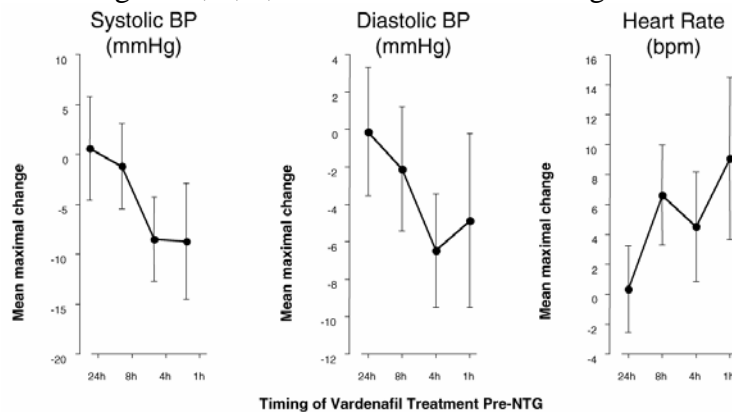 Systolic BP
(mmHg)
10
5
0
-5
-10
-15
-20
Mean maximal change
24h 8h 4h 1h
Diastolic BP
(mmHg)
4
2
0
-2
-4
-6
-8
-10
-12
Mean maximal change
24h 8h 4h 1h
Heart Rate
(bpm)
16
14
12
10
8
6
4
2
0
-2
-4
Mean maximal change
24h 8h 4h 1h
Timing of Vardenafil Treatment Pre-NTG